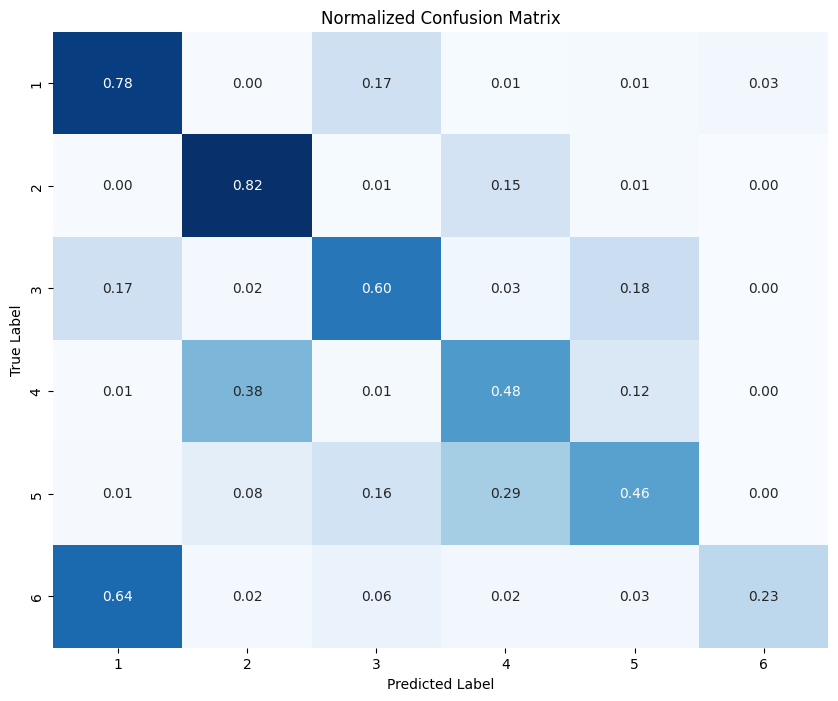 Normalized Confusion Matrix
1 0.78 0.00 0.17 0.01 0.01 0.03
2 0.00 0.82 0.01 0.15 0.01 0.00
3 0.17 0.02 0.60 0.03 0.18 0.00
4 0.01 0.38 0.01 0.48 0.12 0.00
5 0.01 0.08 0.16 0.29 0.46 0.00
6 0.64 0.02 0.06 0.02 0.03 0.23
True Label
1 2 3 4 5 6
Predicted Label